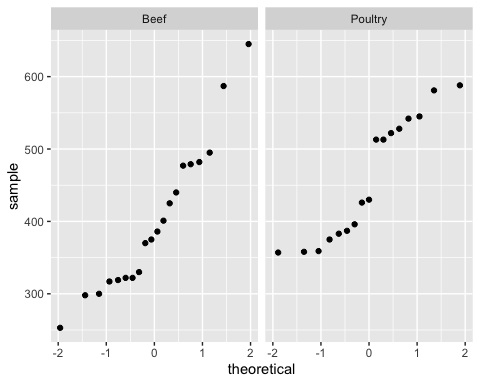 Beef Poultry
600
500
400
300
sample
-2 -1 0 1 2 -2 -1 0 1 2
theoretical